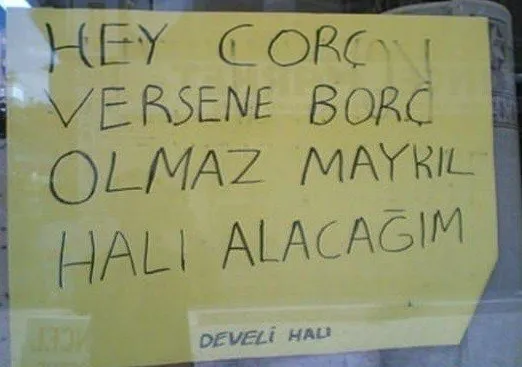 HEY CORÇ
VERSENE BORÇ
OLMAZ MAYKIL
HALI ALACAĞIM
DEVELİ HALI